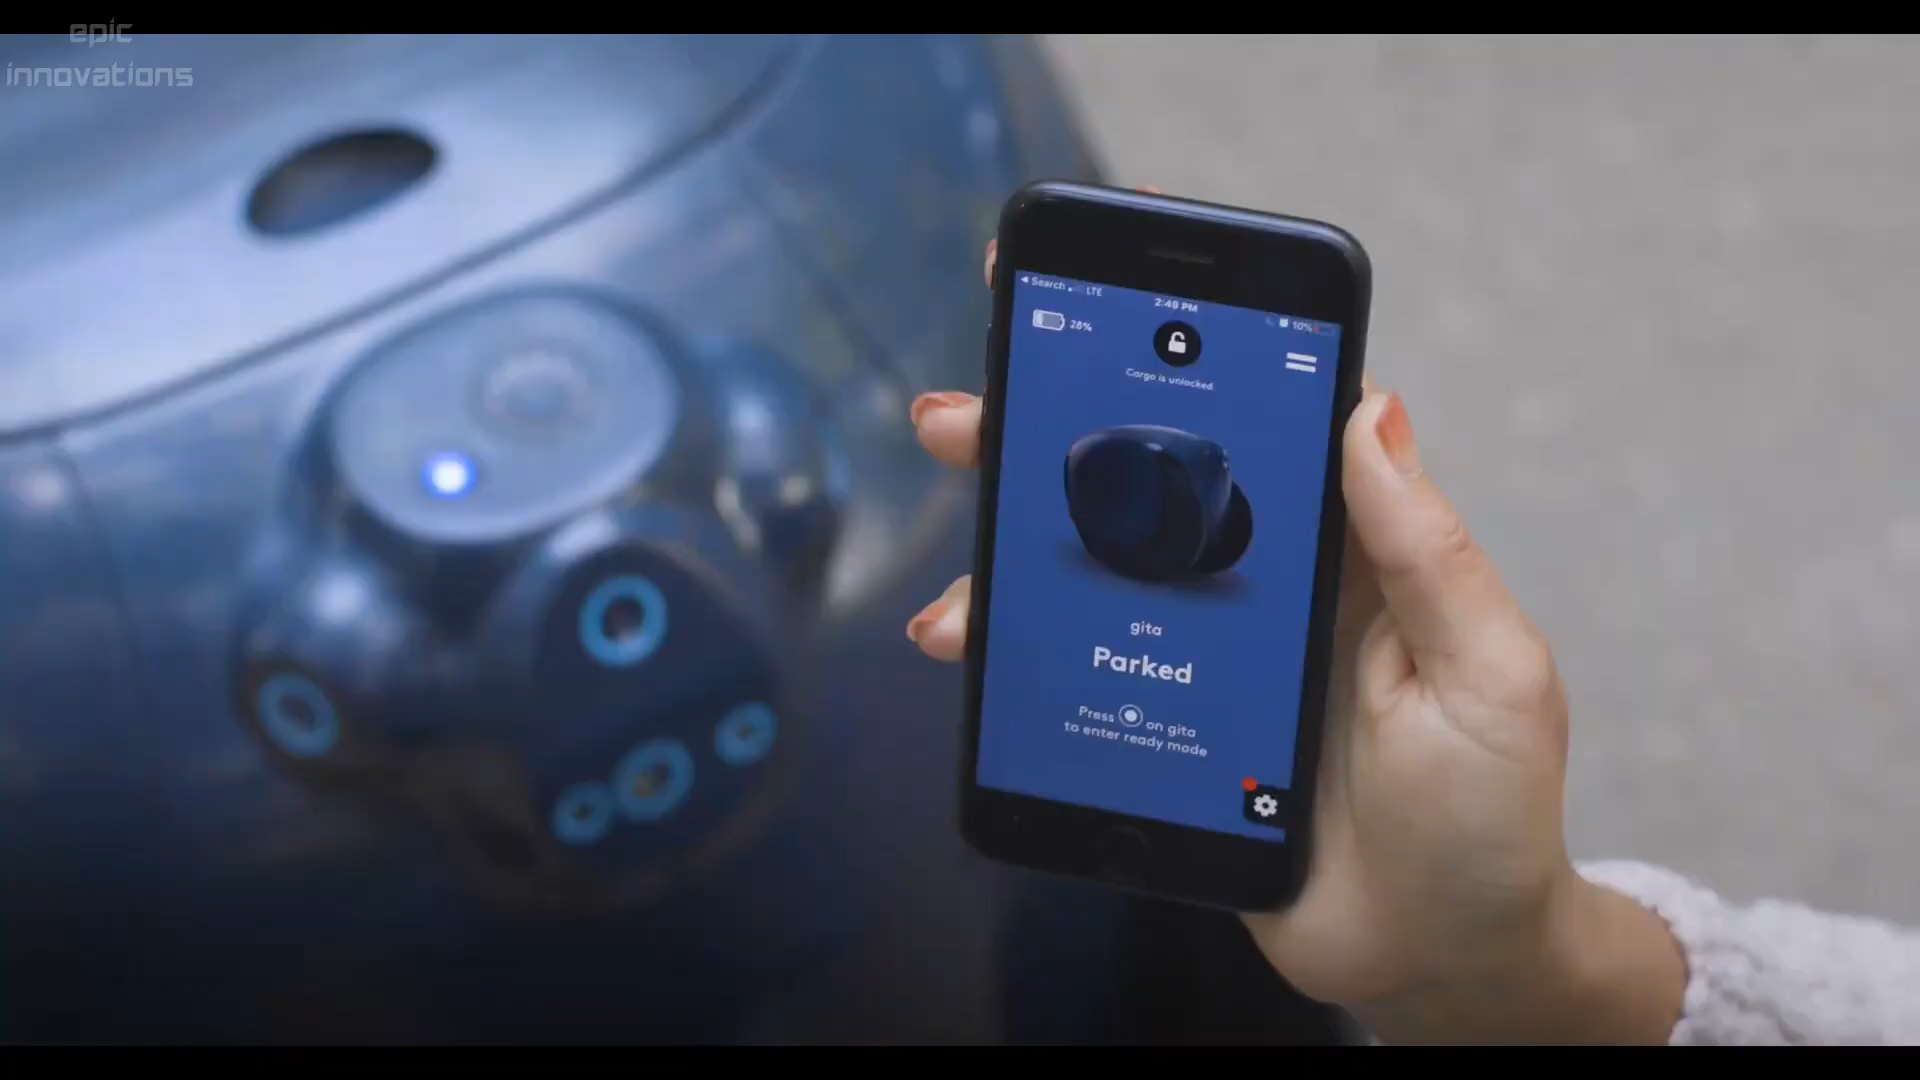 epic
innovations
Search LTE
2:49 PM
10%
28%
Cargo is unlocked
gita
Parked
Press on gita
to enter ready mode